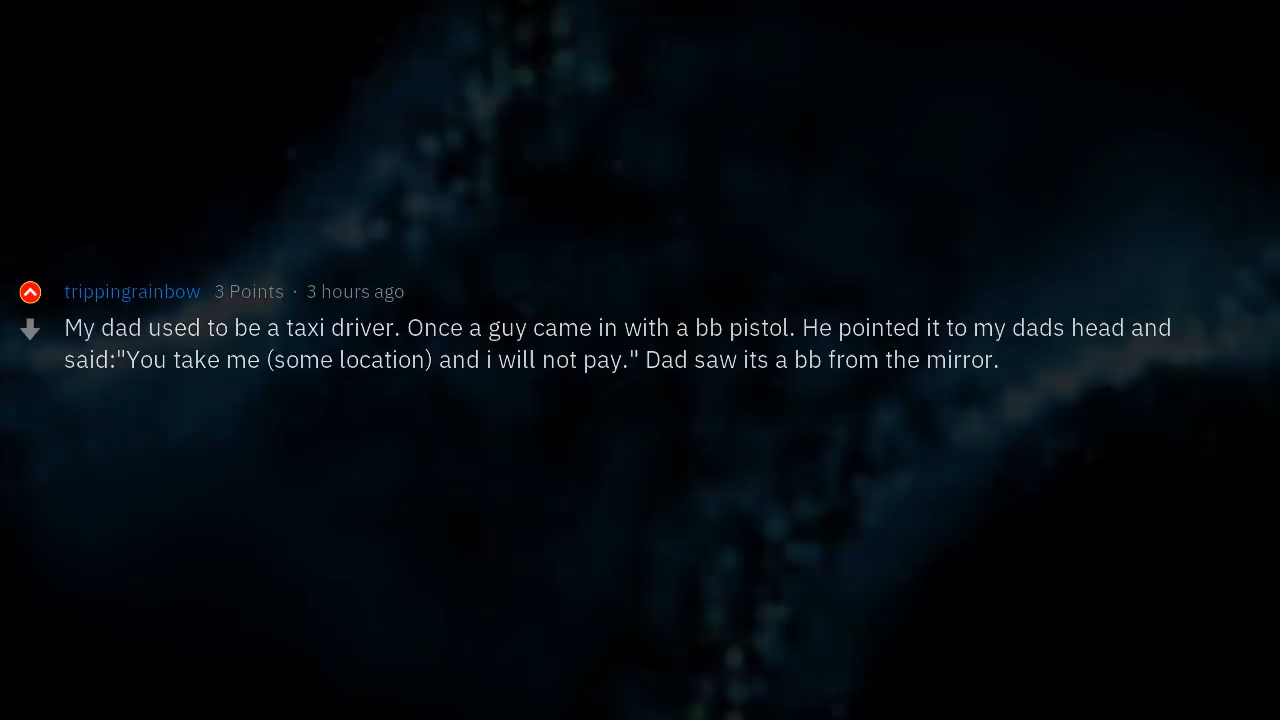 trippingrainbow 3 Points · 3 hours ago
My dad used to be a taxi driver. Once a guy came in with a bb pistol. He pointed it to my dads head and
said:"You take me (some location) and i will not pay." Dad saw its a bb from the mirror.